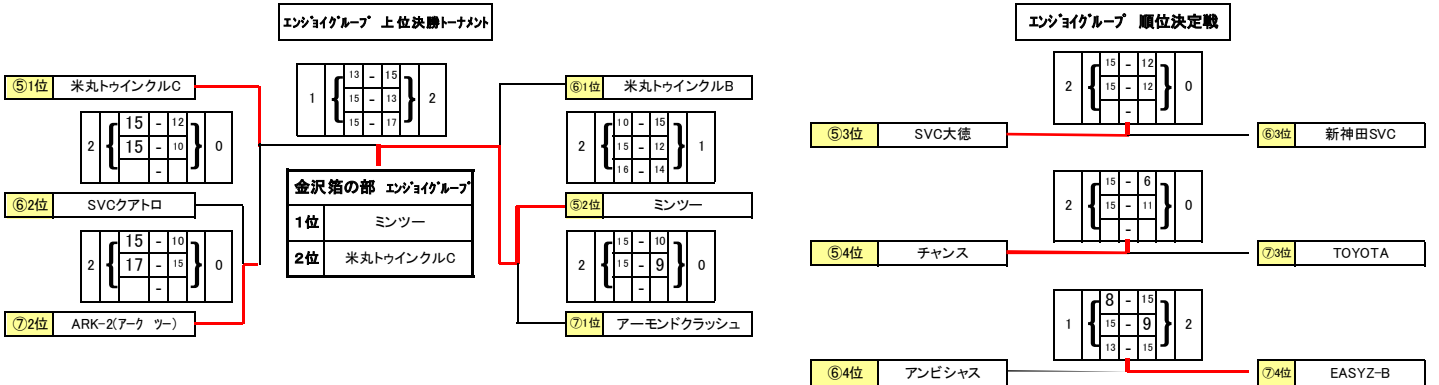 エンジョイグループ 上位決勝トーナメント
⑤1位 米丸トゥインクルC
13 - 15
1 { 15 - 13 } 2
15 - 17
⑥1位 米丸トゥインクルB
15 - 12
2 { 15 - 10 } 0
-
10 - 15
2 { 15 - 12 } 1
16 - 14
⑥2位 SVCクアトロ
金沢箔の部 エンジョイグループ
1位 ミンツー
2位 米丸トゥインクルC
⑤2位 ミンツー
15 - 10
2 { 17 - 15 } 0
-
15 - 10
2 { 15 - 9 } 0
-
⑦2位 ARK-2(アーク ツー)
⑦1位 アーモンドクラッシュ
エンジョイグループ 順位決定戦
15 - 12
2 { 15 - 12 } 0
-
⑤3位 SVC大徳
⑥3位 新神田SVC
15 - 6
2 { 15 - 11 } 0
-
⑤4位 チャンス
⑦3位 TOYOTA
8 - 15
1 { 15 - 9 } 2
13 - 15
⑥4位 アンビシャス
⑦4位 EASYZ-B